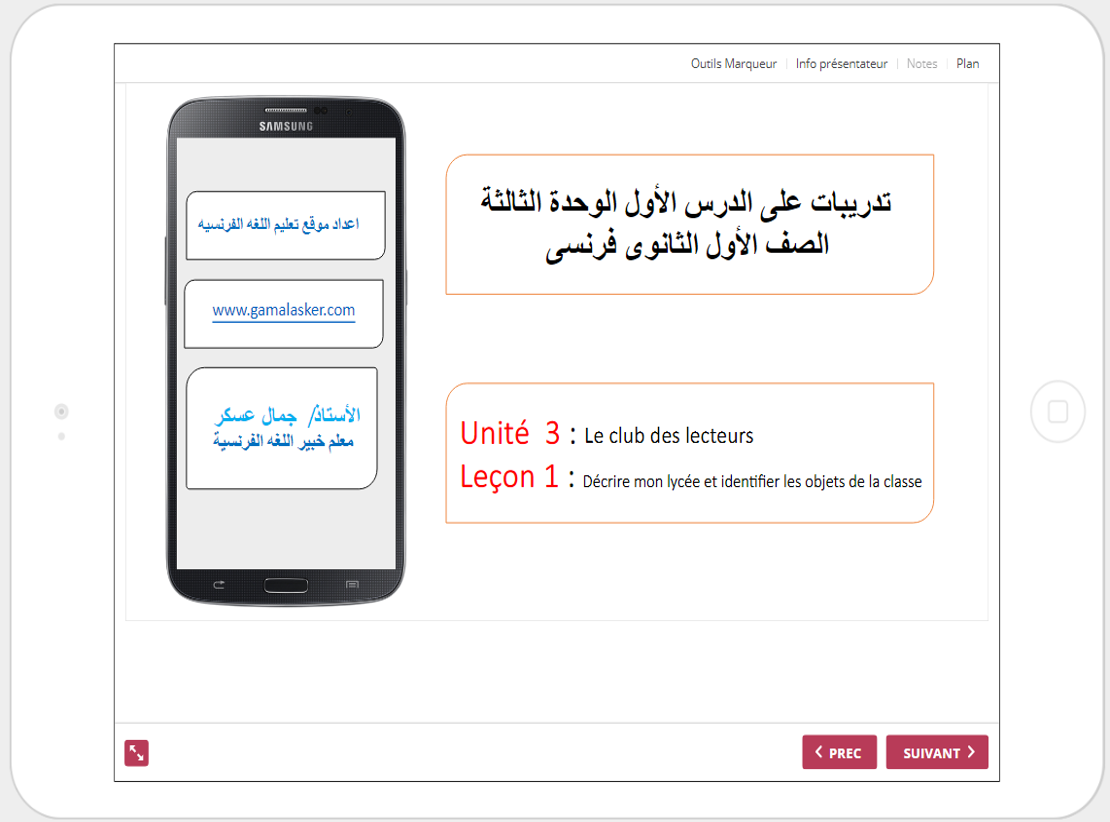 Outils Marqueur | Info présentateur | Notes | Plan
SAMSUNG
اعداد موقع تعليم اللغه الفرنسيه
www.gamalasker.com
الأستاذ/ جمال عسكر
معلم خبير اللغه الفرنسية
تدريبات على الدرس الأول الوحدة الثالثة
الصف الأول الثانوى فرنسى
Unité 3 : Le club des lecteurs
Leçon 1 : Décrire mon lycée et identifier les objets de la classe
PREC
SUIVANT